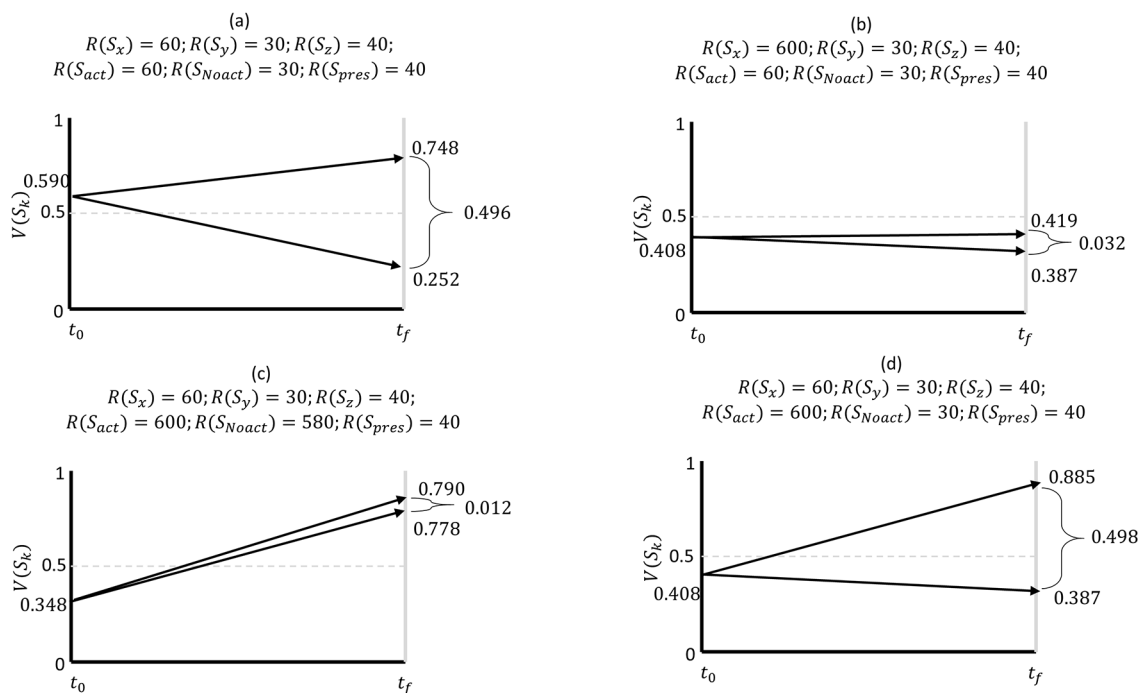 (a)
R(S_x) = 60; R(S_y) = 30; R(S_z) = 40;
R(S_act) = 60; R(S_Noact) = 30; R(S_pres) = 40
1
0.748
0.590
0.5
0.496
V(S_k)
0.252
0
t_0
t_f
(b)
R(S_x) = 600; R(S_y) = 30; R(S_z) = 40;
R(S_act) = 60; R(S_Noact) = 30; R(S_pres) = 40
1
0.5
0.419
0.032
V(S_k)
0.408
0.387
0
t_0
t_f
(c)
R(S_x) = 60; R(S_y) = 30; R(S_z) = 40;
R(S_act) = 600; R(S_Noact) = 580; R(S_pres) = 40
1
0.790
0.012
0.778
0.5
V(S_k)
0.348
0
t_0
t_f
(d)
R(S_x) = 60; R(S_y) = 30; R(S_z) = 40;
R(S_act) = 600; R(S_Noact) = 30; R(S_pres) = 40
1
0.885
0.498
0.5
V(S_k)
0.408
0.387
0
t_0
t_f